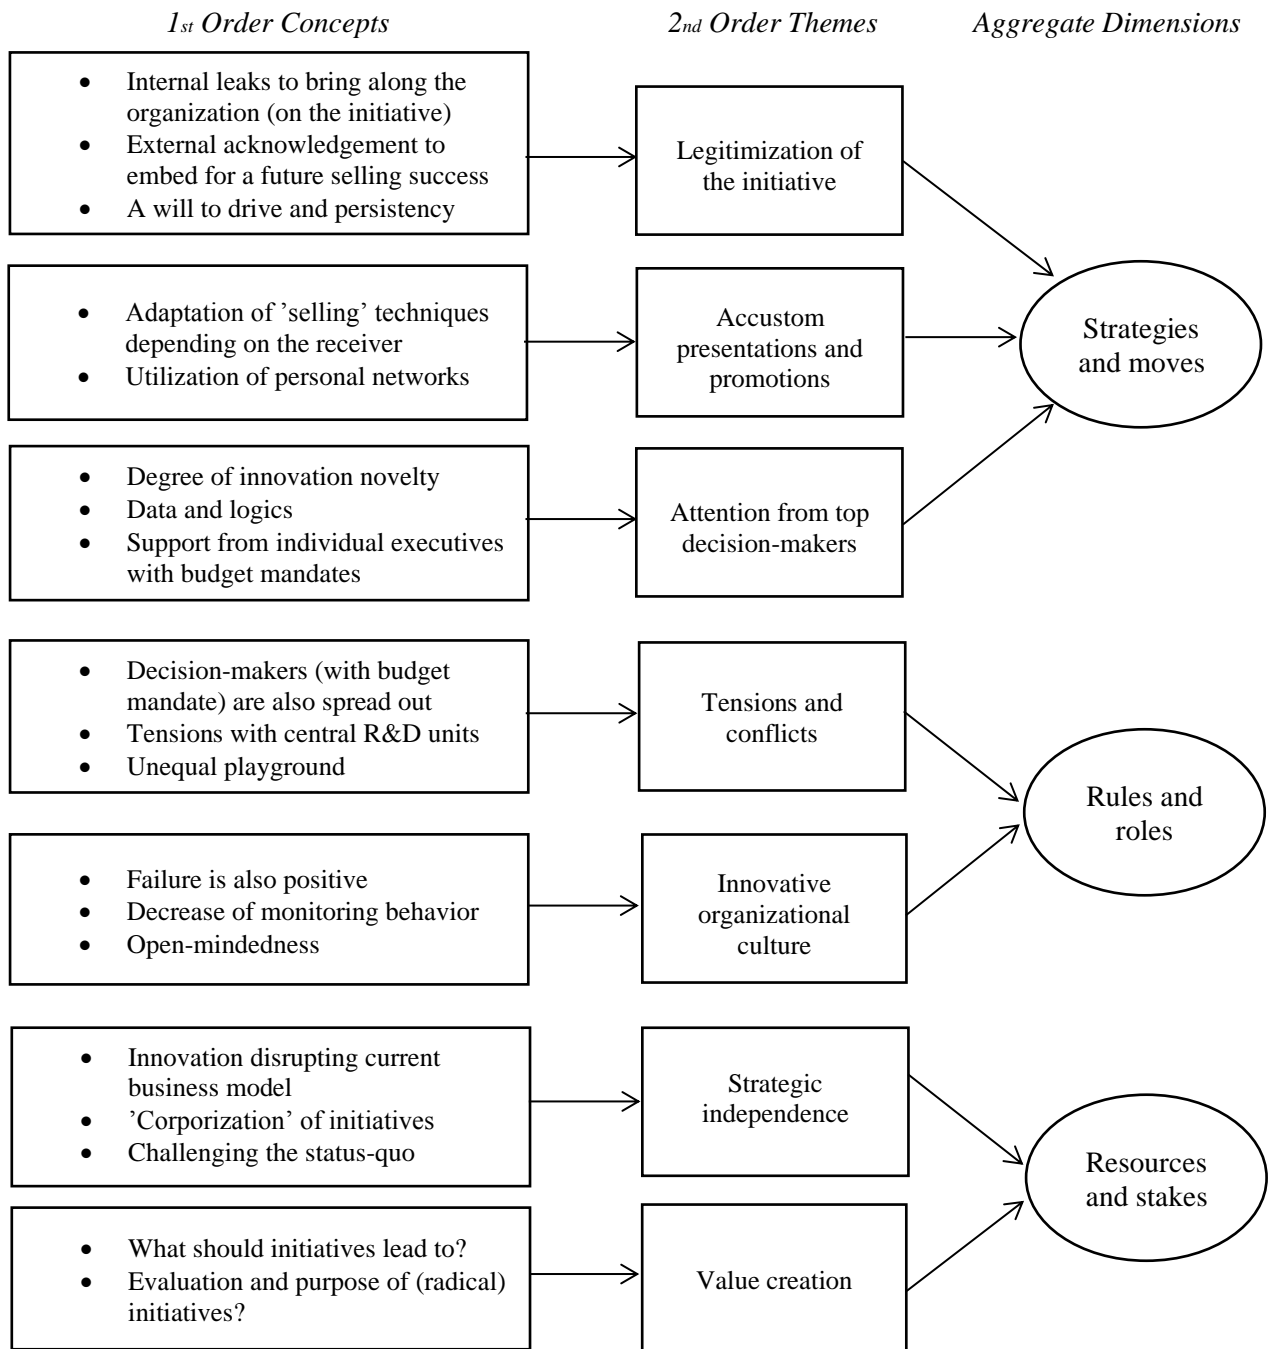 1st Order Concepts
2nd Order Themes
Aggregate Dimensions
• Internal leaks to bring along the
organization (on the initiative)
• External acknowledgement to
embed for a future selling success
• A will to drive and persistency
Legitimization of
the initiative
• Adaptation of ’selling’ techniques
depending on the receiver
• Utilization of personal networks
Accustom
presentations and
promotions
Strategies
and moves
• Degree of innovation novelty
• Data and logics
• Support from individual executives
with budget mandates
Attention from top
decision-makers
• Decision-makers (with budget
mandate) are also spread out
• Tensions with central R&D units
• Unequal playground
Tensions and
conflicts
Rules and
roles
• Failure is also positive
• Decrease of monitoring behavior
• Open-mindedness
Innovative
organizational
culture
• Innovation disrupting current
business model
• ’Corporization’ of initiatives
• Challenging the status-quo
Strategic
independence
Resources
and stakes
• What should initiatives lead to?
• Evaluation and purpose of (radical)
initiatives?
Value creation